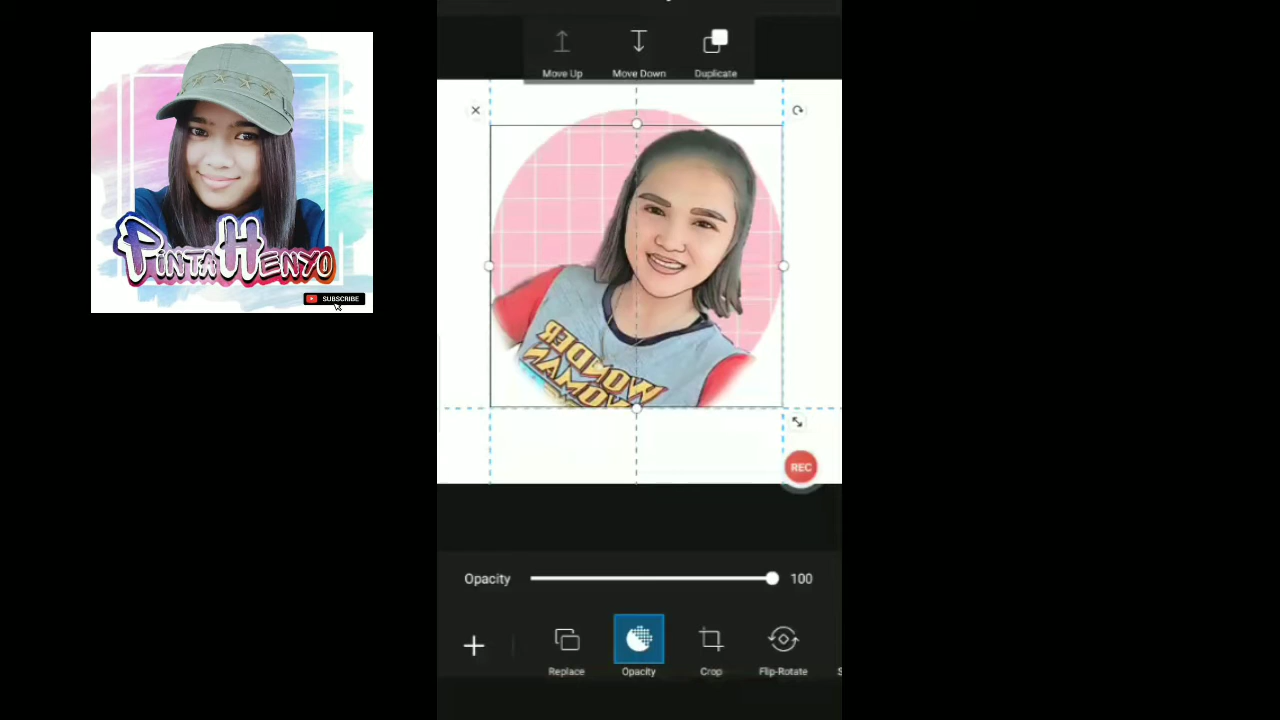 Move Up
Move Down
Duplicate
PINTAHENYO
SUBSCRIBE
WONDER
WOMAN
REC
Opacity
100
Replace
Opacity
Crop
Flip-Rotate